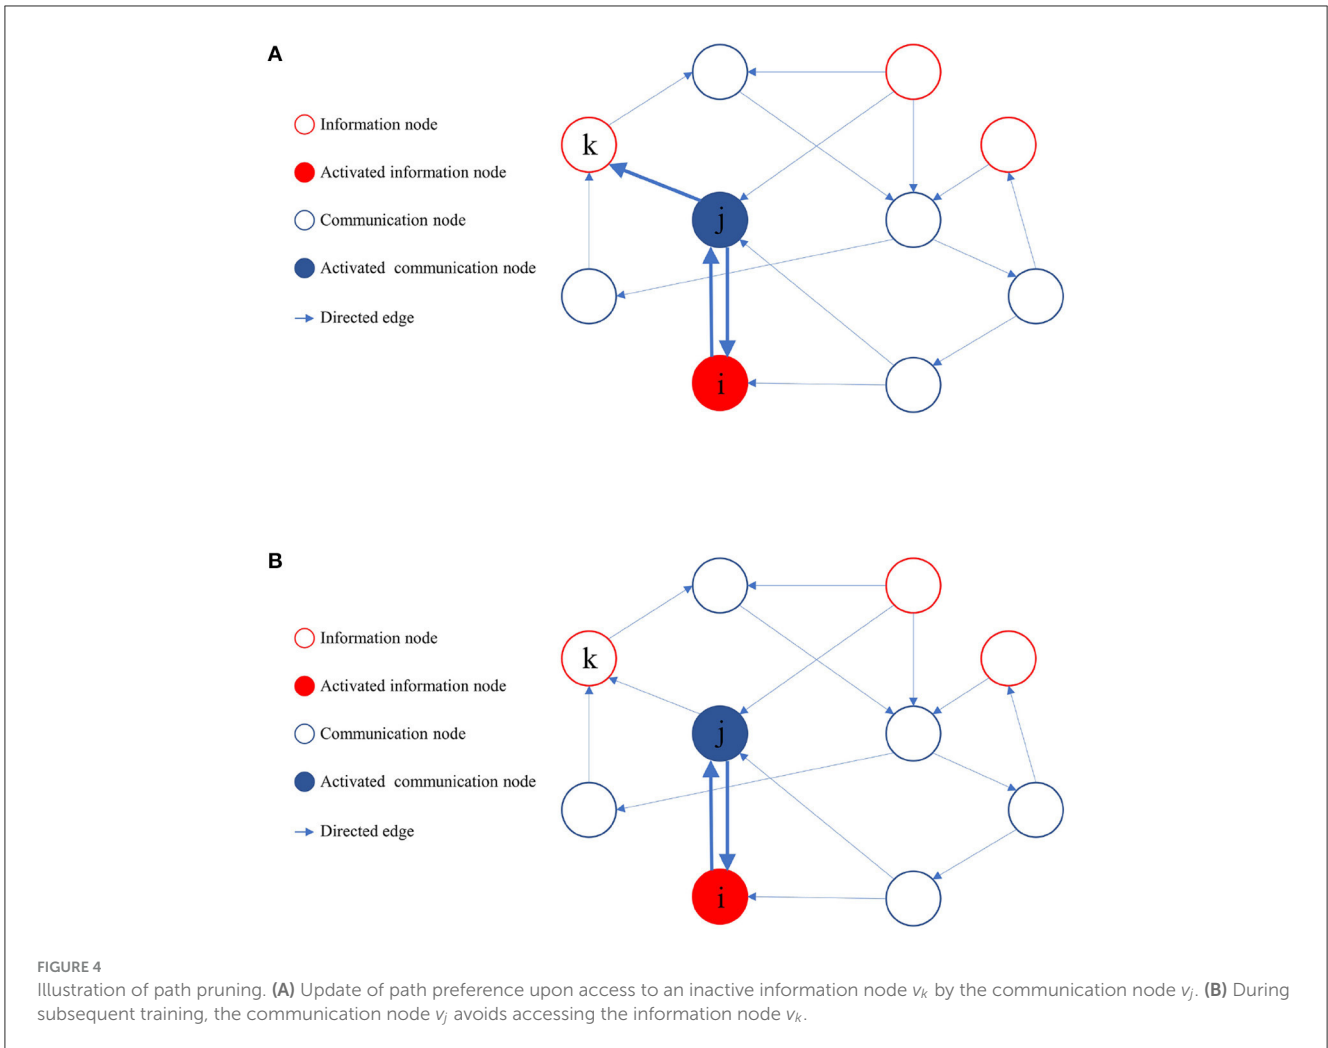 A
Information node
Activated information node
Communication node
Activated communication node
Directed edge
k
j
i
B
Information node
Activated information node
Communication node
Activated communication node
Directed edge
k
j
i
FIGURE 4
Illustration of path pruning. (A) Update of path preference upon access to an inactive information node vk by the communication node vj. (B) During
subsequent training, the communication node vj avoids accessing the information node vk.